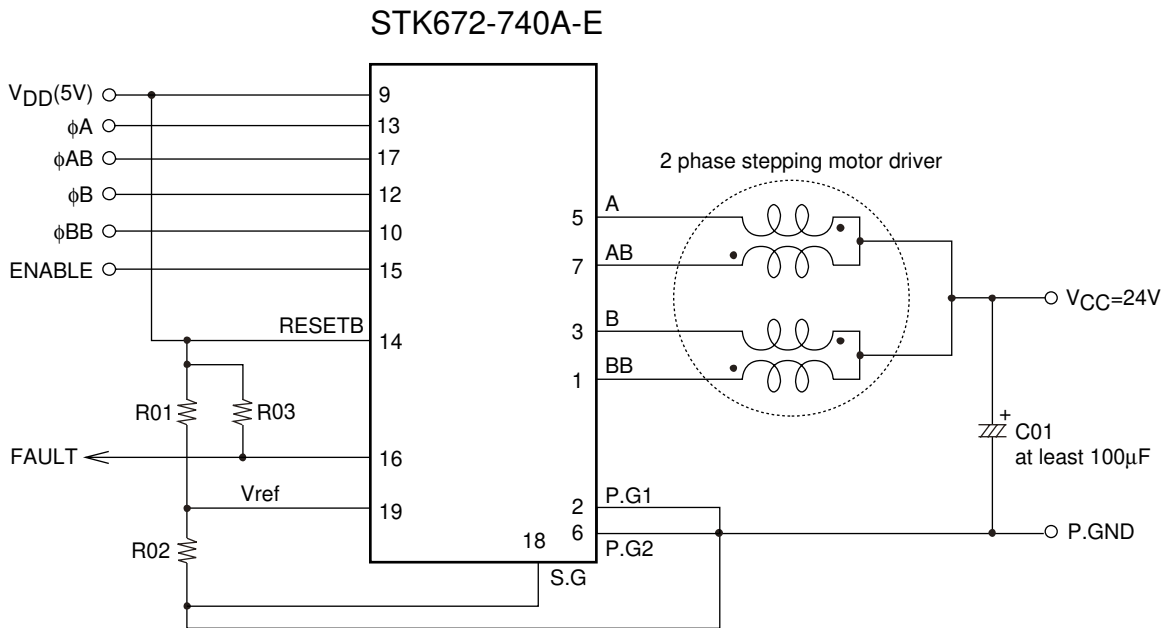 STK672-740A-E
VDD(5V)
9
ϕA
13
ϕAB
17
ϕB
12
ϕBB
10
ENABLE
15
RESETB
14
R01
R03
FAULT
16
Vref
19
R02
18
S.G
2 phase stepping motor driver
5
A
7
AB
3
B
1
BB
VCC=24V
+
C01
at least 100µF
2
P.G1
6
P.G2
P.GND